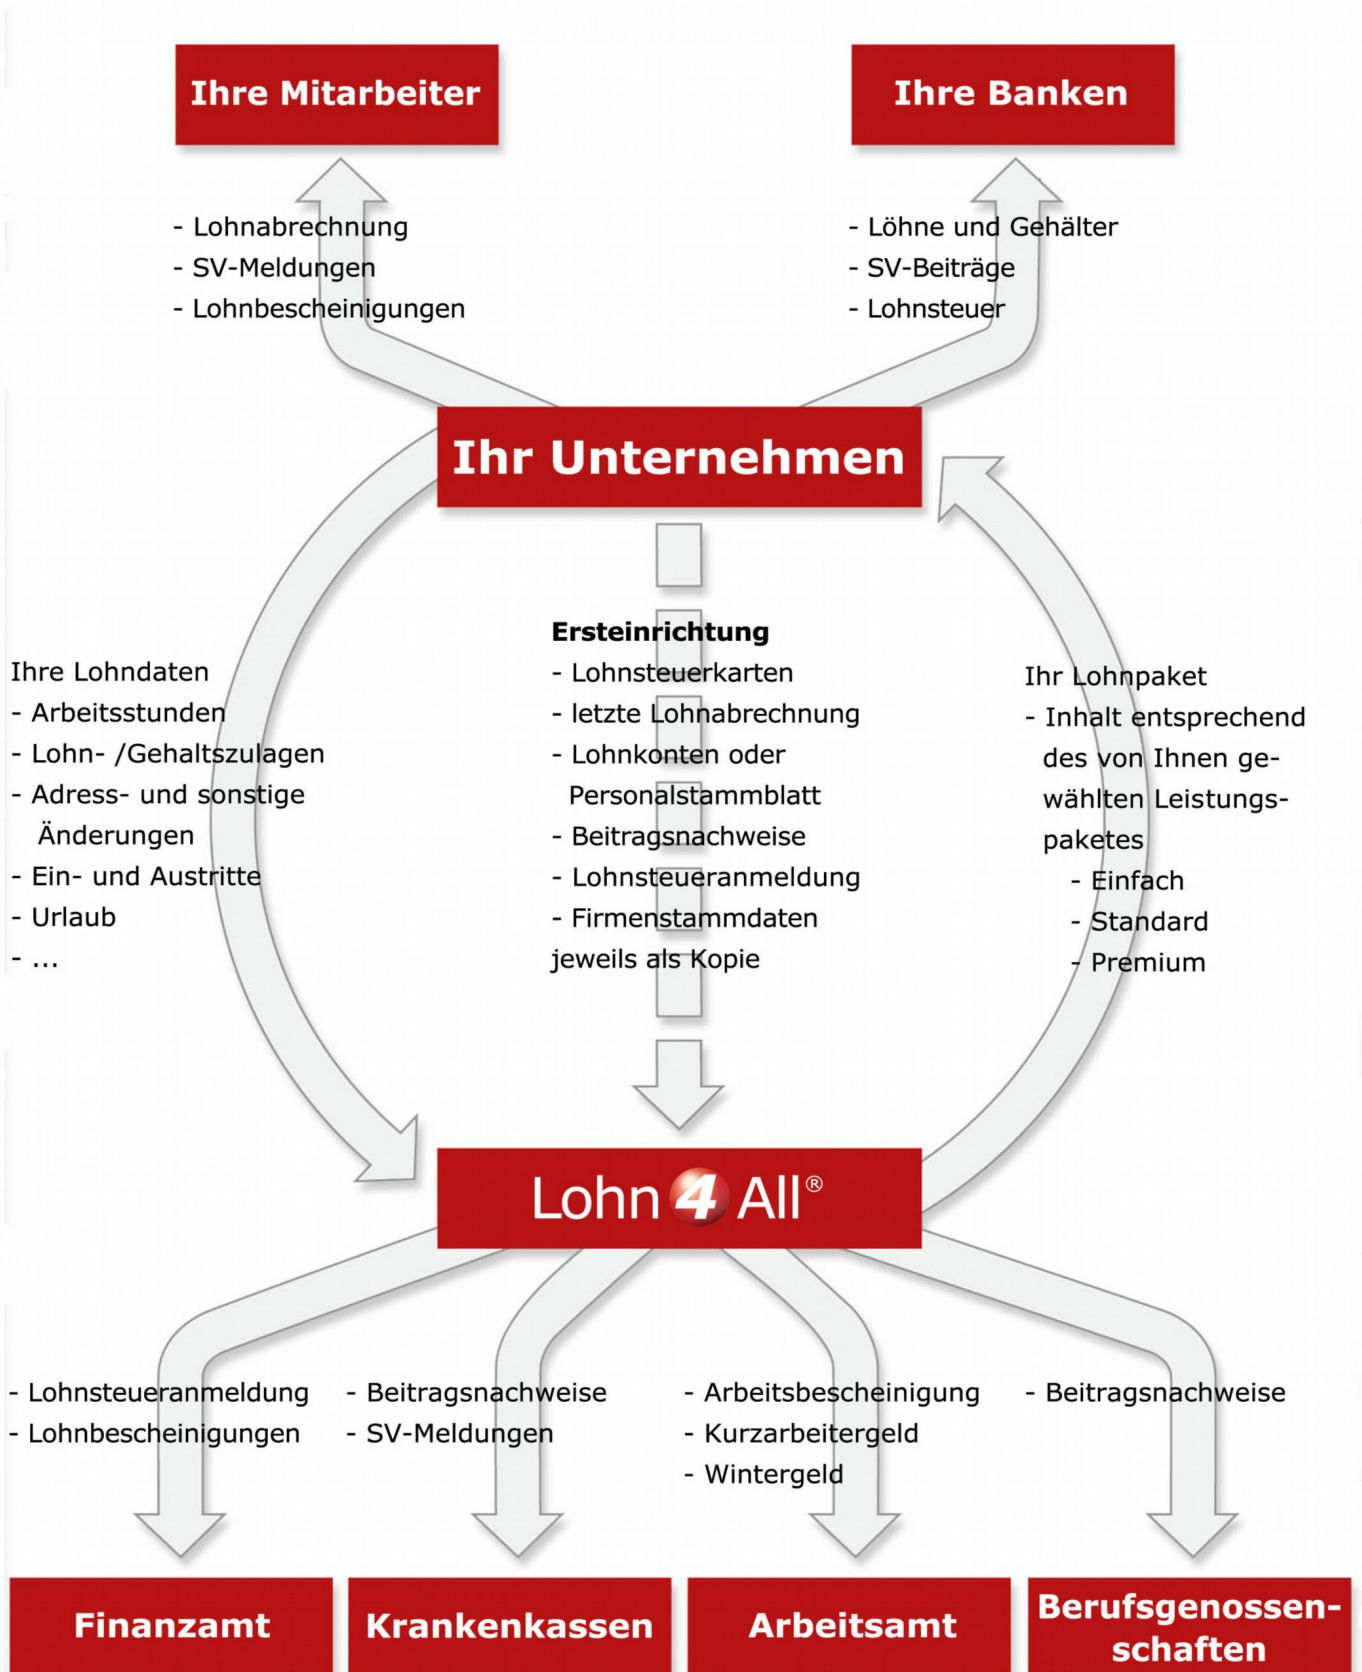 Ihre Mitarbeiter
Ihre Banken
- Lohnabrechnung
- SV-Meldungen
- Lohnbescheinigungen
- Löhne und Gehälter
- SV-Beiträge
- Lohnsteuer
Ihr Unternehmen
Ihre Lohndaten
- Arbeitsstunden
- Lohn- /Gehaltszulagen
- Adress- und sonstige
Änderungen
- Ein- und Austritte
- Urlaub
- ...
Ersteinrichtung
- Lohnsteuerkarten
- letzte Lohnabrechnung
- Lohnkonten oder
Personalstammblatt
- Beitragsnachweise
- Lohnsteueranmeldung
- Firmenstammdaten
jeweils als Kopie
Ihr Lohnpaket
- Inhalt entsprechend
des von Ihnen ge-
wählten Leistungs-
paketes
- Einfach
- Standard
- Premium
Lohn 4 All®
- Lohnsteueranmeldung
- Lohnbescheinigungen
- Beitragsnachweise
- SV-Meldungen
- Arbeitsbescheinigung
- Kurzarbeitergeld
- Wintergeld
- Beitragsnachweise
Finanzamt
Krankenkassen
Arbeitsamt
Berufsgenossen-
schaften